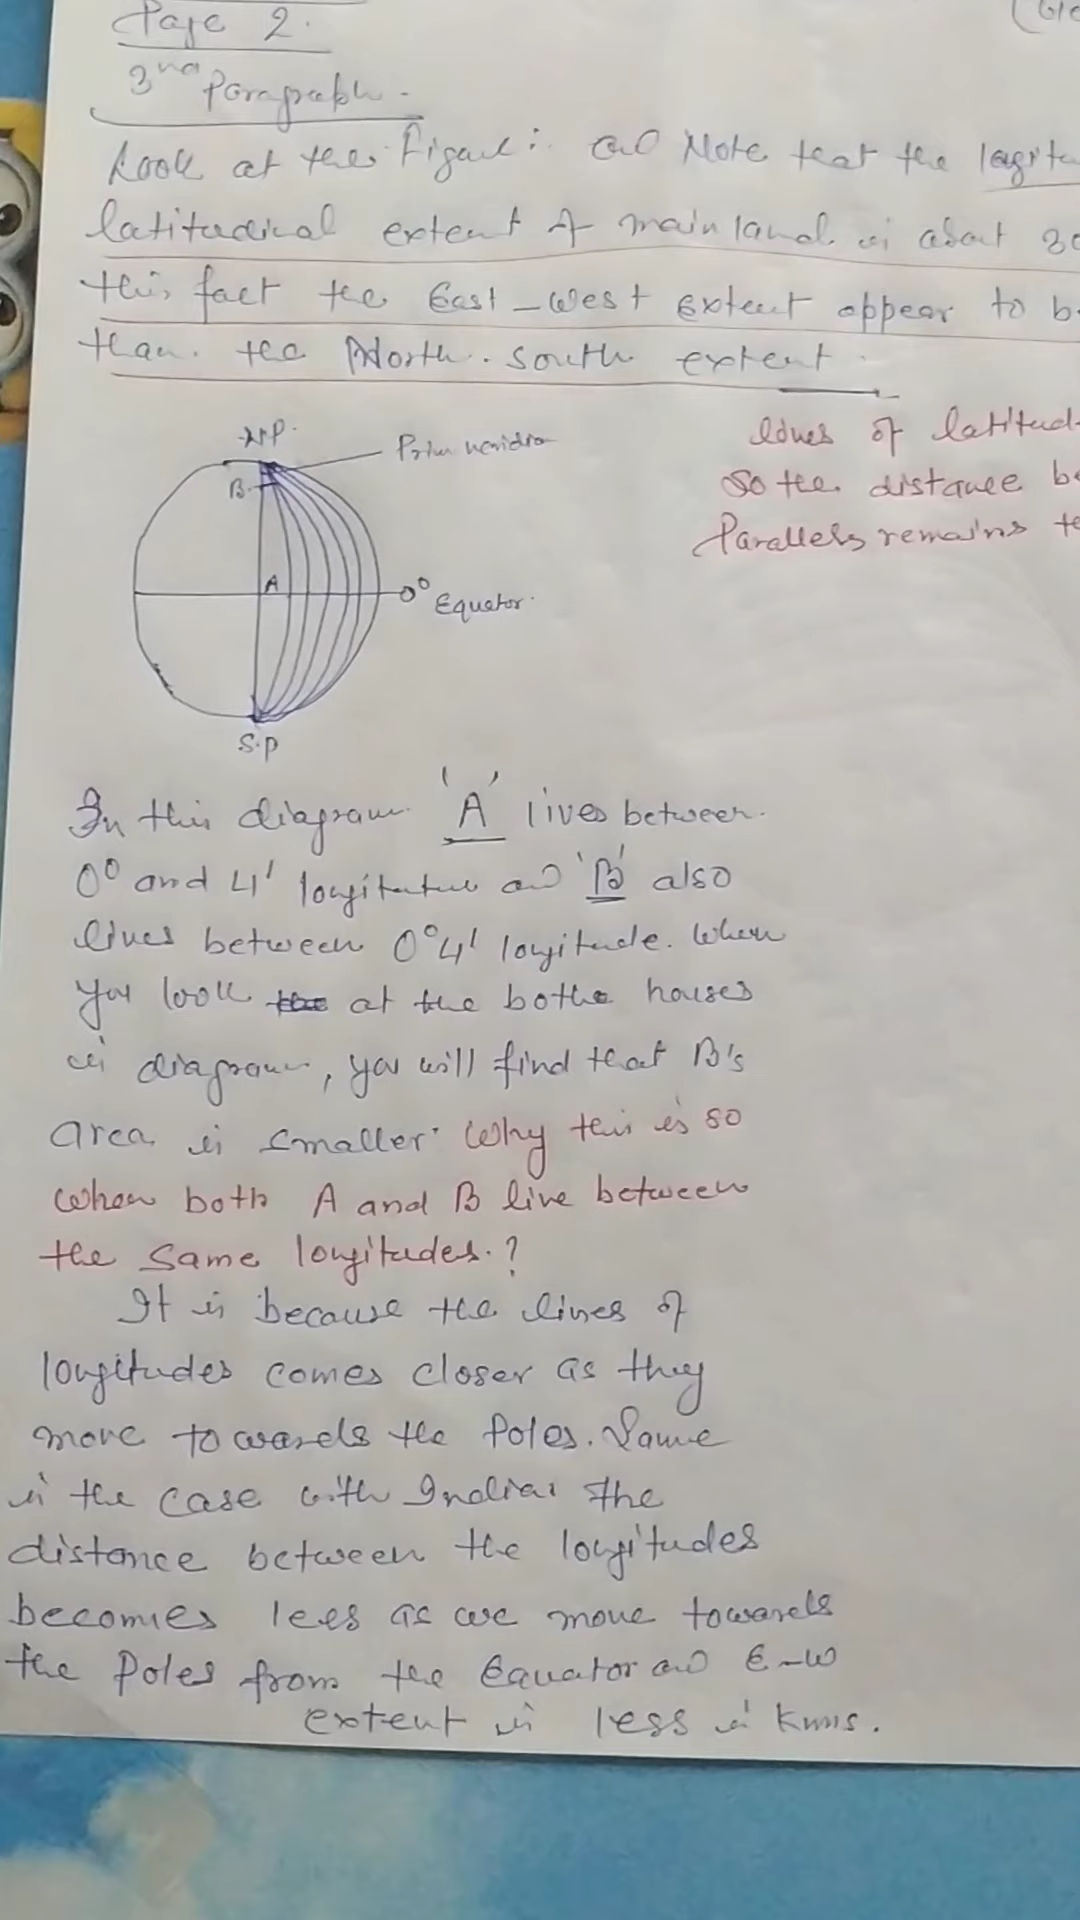 Page 2.
3rd Paragraph.
Look at the Figure: and Note that the
latitudinal extent of mainland is about 30
this fact the East-West extent appear to b
than the North-south extent.
N.P.
Prim
B
A
0° Equator.
S.P
lines of latitud
So the distance be
Parallels remains t
In this diagram 'A' lives between
0° and 4' longitude and 'B' also
lives between 0°4' longitude. When
you look at the bothe houses
in diagram, you will find that B's
area is smaller. Why this is so
when both A and B live between
the same longitudes.?
It is because the lines of
longitudes comes closer as they
move towards the Poles. Same
is the case with India. The
distance between the longitudes
becomes less as we move towards
the Poles from the Equator and E-W
extent is less in Kms.